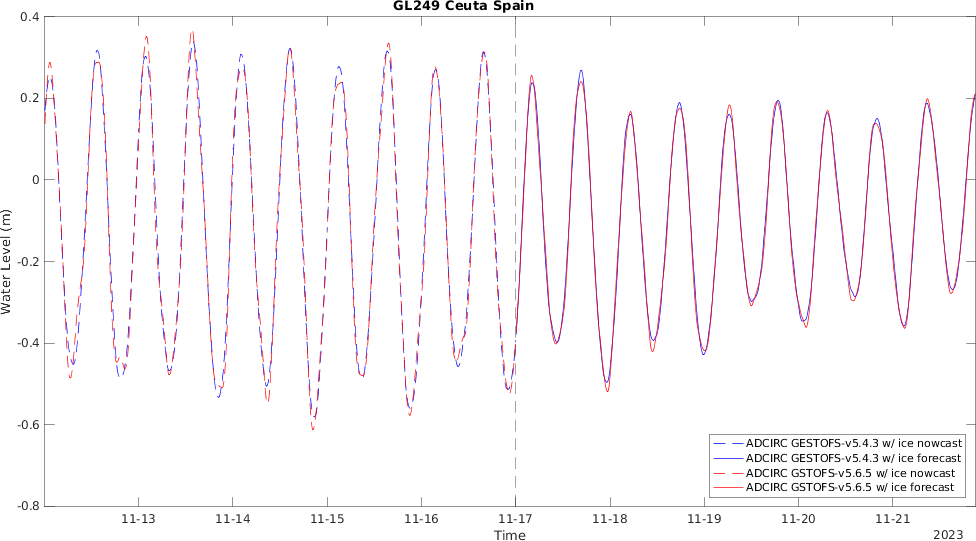 GL249 Ceuta Spain
0.4
0.2
0
-0.2
-0.4
-0.6
-0.8
Water Level (m)
ADCIRC GESTOFS-v5.4.3 w/ ice nowcast
ADCIRC GESTOFS-v5.4.3 w/ ice forecast
ADCIRC GSTOFS-v5.6.5 w/ ice nowcast
ADCIRC GSTOFS-v5.6.5 w/ ice forecast
11-13 11-14 11-15 11-16 11-17 11-18 11-19 11-20 11-21
Time
2023